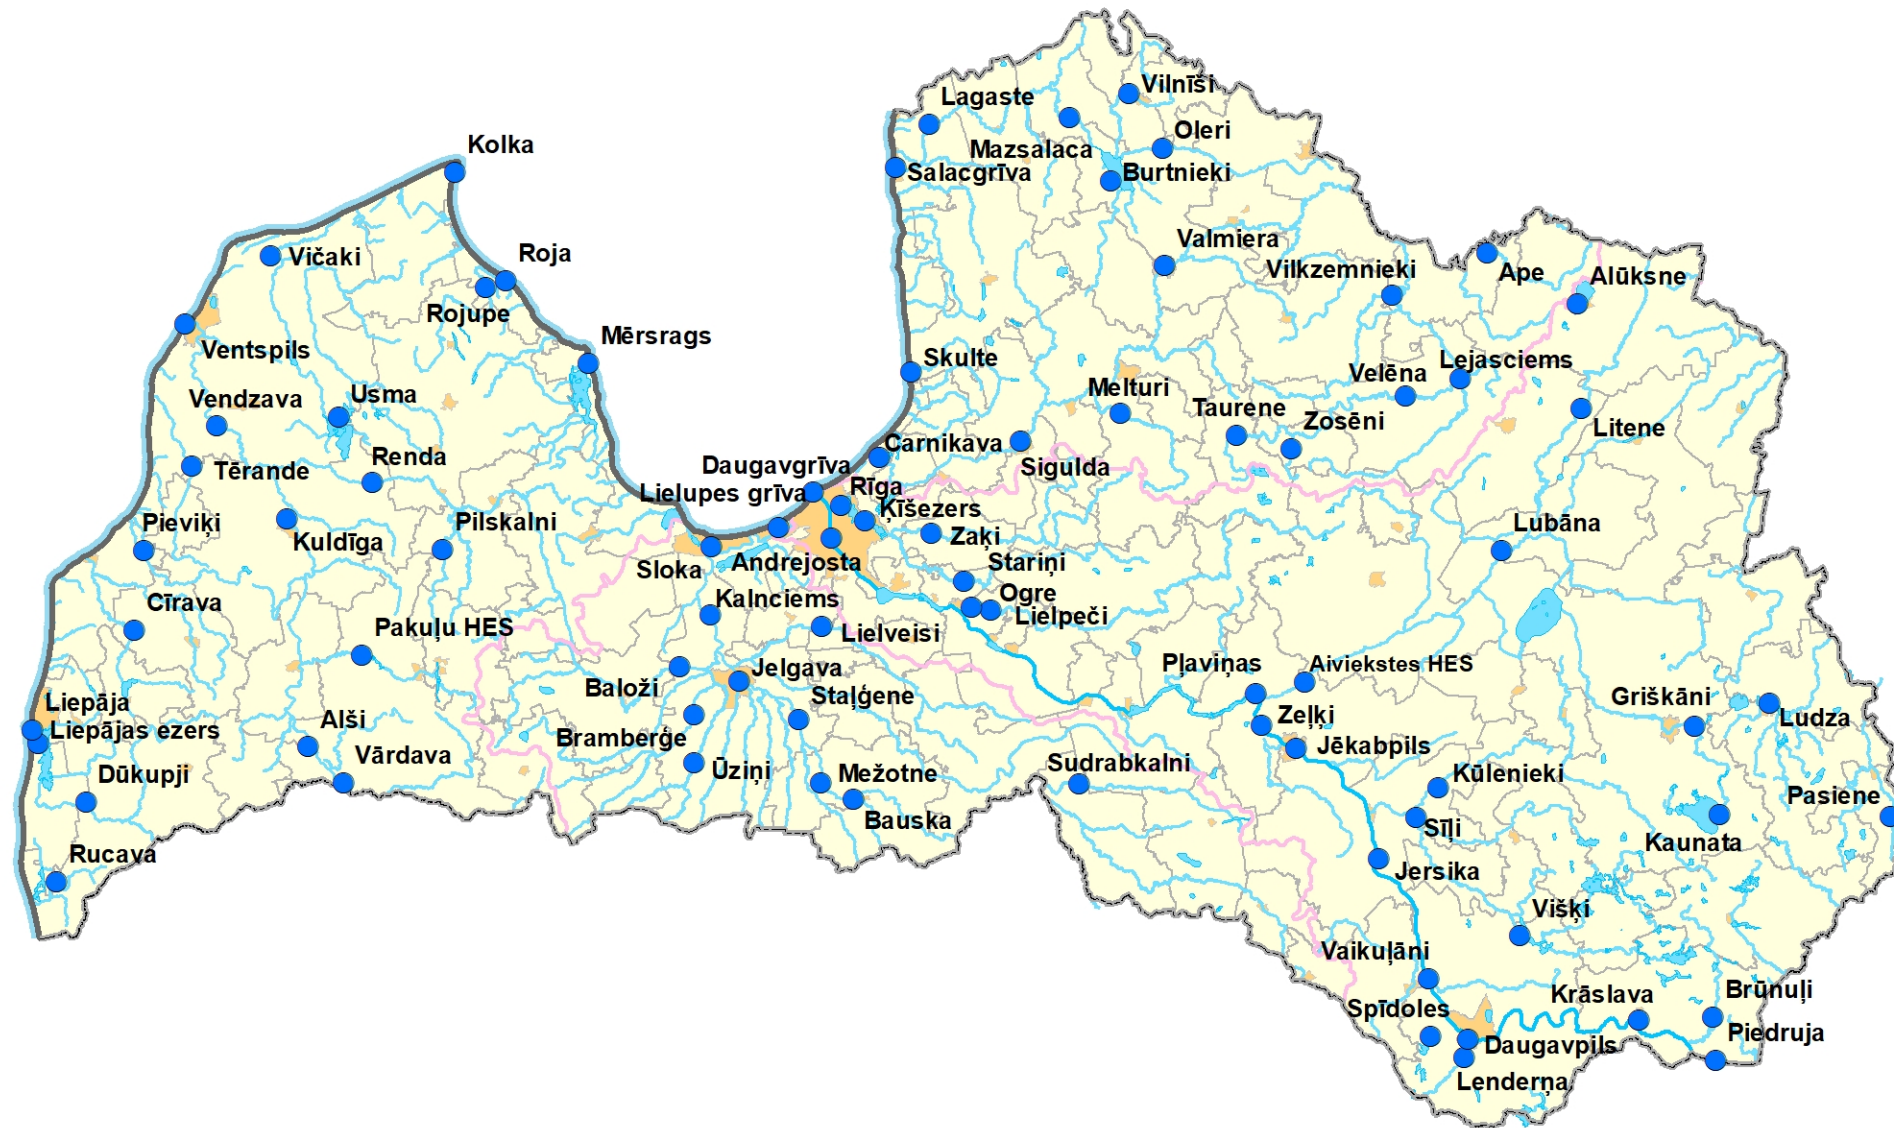 Vilnīši
Lagaste
Oleri
Kolka
Mazsalaca
Salacgrīva
Burtnieki
Valmiera
Roja
Vičaki
Vilkzemnieki
Ape
Alūksne
Rojupe
Mērsrags
Ventspils
Skulte
Lejasciems
Velēna
Melturi
Usma
Vendzava
Taurene
Zosēni
Litene
Carnikava
Renda
Daugavgrīva
Sigulda
Tērande
Rīga
Lielupes grīva
Ķīšezers
Pieviķi
Pilskalni
Lubāna
Zaķi
Kuldīga
Stariņi
Andrejosta
Sloka
Ogre
Kalnciems
Cīrava
Lielpeči
Pakuļu HES
Lielveisi
Pļaviņas
Aiviekstes HES
Jelgava
Baloži
Staļģene
Griškāni
Liepāja
Zeļķi
Ludza
Alši
Liepājas ezers
Bramberģe
Jēkabpils
Vārdava
Sudrabkalni
Ūziņi
Mežotne
Kūlenieki
Dūkupji
Pasiene
Bauska
Sīļi
Kaunata
Rucava
Jersika
Višķi
Vaikuļāni
Brūnuļi
Krāslava
Spīdoles
Piedruja
Daugavpils
Lenderņa